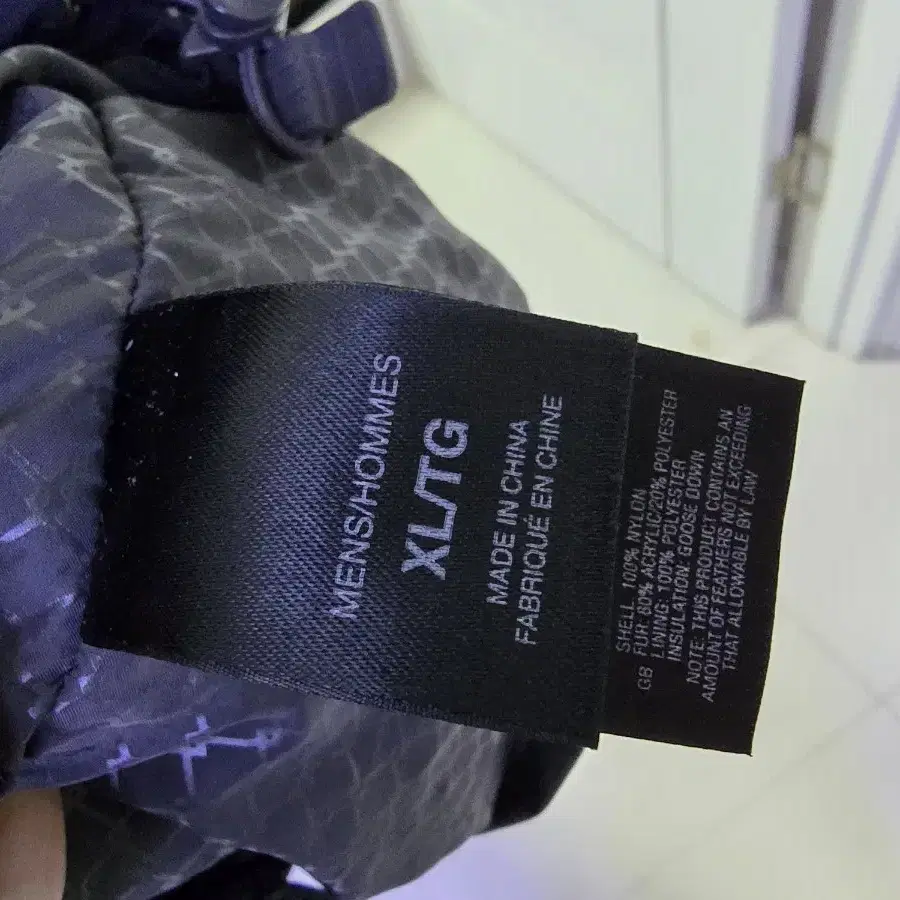 MENS/HOMMES
XL/TG
MADE IN CHINA
FABRIQUÉ EN CHINE
SHELL: 100% NYLON
FUR: 80% ACRYLIC/20% POLYESTER
GB LINING: 100% POLYESTER
INSULATION: GOOSE DOWN
NOTE: THIS PRODUCT CONTAINS AN
AMOUNT OF FEATHERS NOT EXCEEDING
THAT ALLOWABLE BY LAW